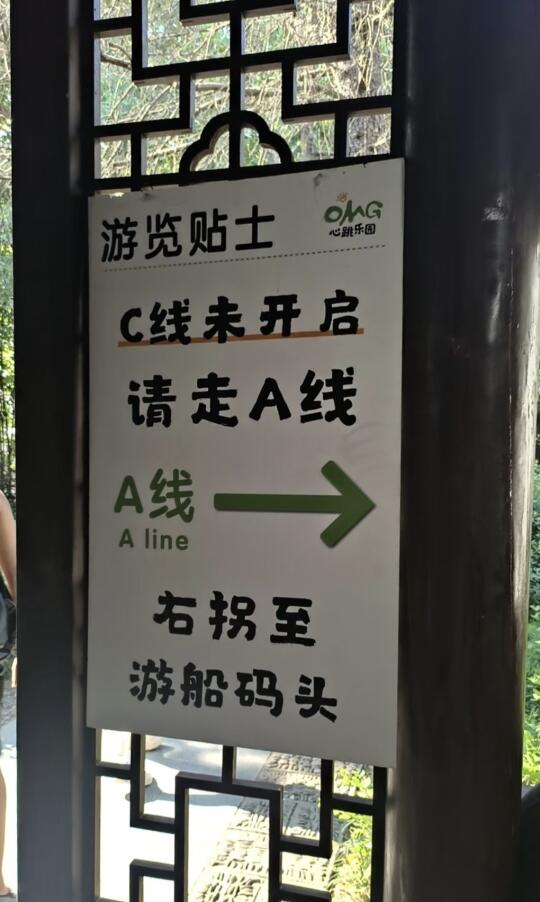 游览贴士
OMG
心跳乐园
C线未开启
请走A线
A线
A line
右拐至
游船码头